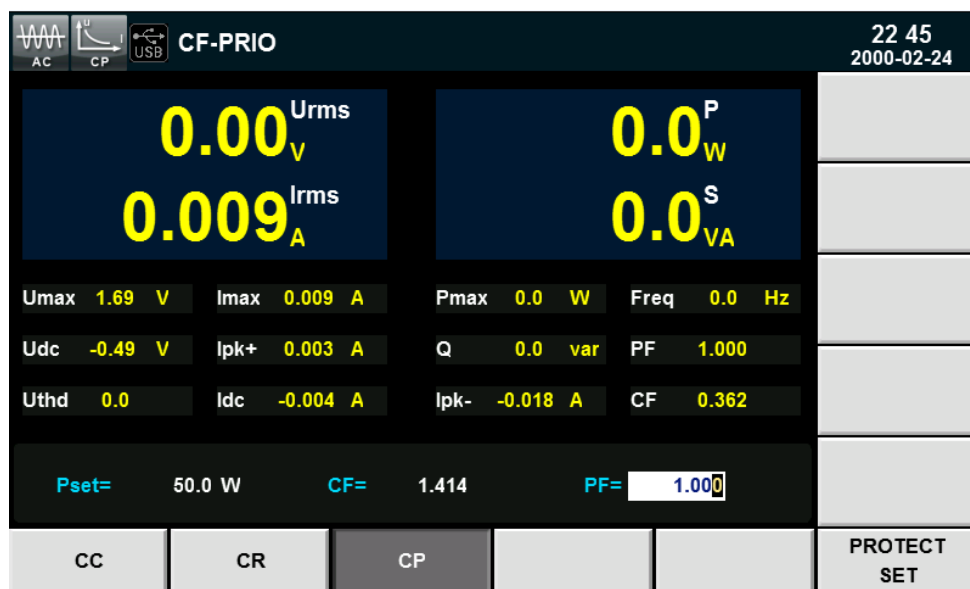 AC
U
I
CP
USB
CF-PRIO
22 45
2000-02-24
0.00 Urms V
0.0 P W
0.009 Irms A
0.0 S VA
Umax 1.69 V Imax 0.009 A Pmax 0.0 W Freq 0.0 Hz
Udc -0.49 V Ipk+ 0.003 A Q 0.0 var PF 1.000
Uthd 0.0 Idc -0.004 A Ipk- -0.018 A CF 0.362
Pset= 50.0 W CF= 1.414 PF= 1.000
CC CR CP PROTECT
SET